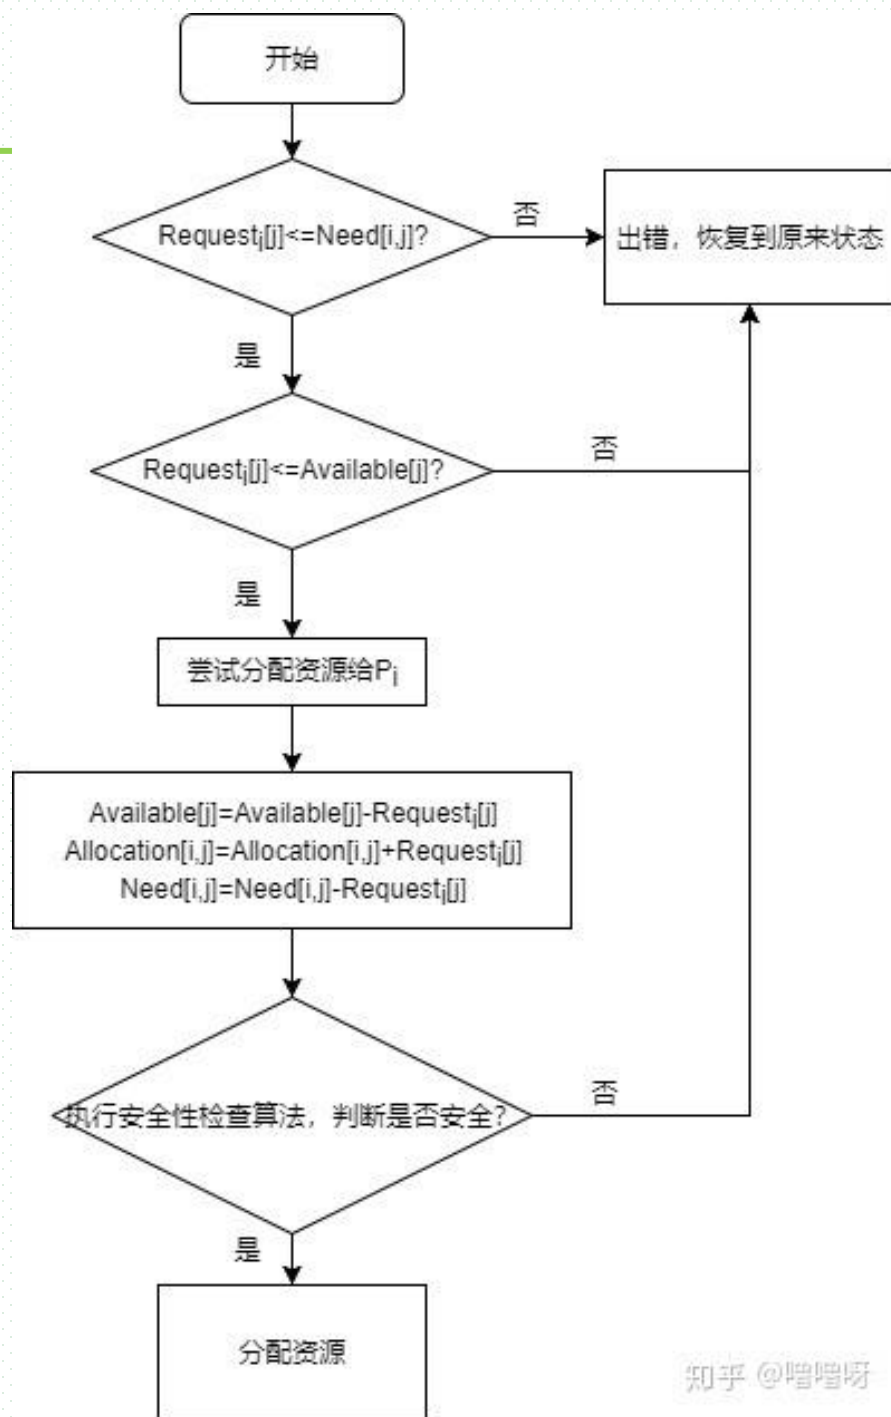 开始
Requestᵢ[j]<=Need[i,j]?
否
出错，恢复到原来状态
是
Requestᵢ[j]<=Available[j]?
否
是
尝试分配资源给Pᵢ
Available[j]=Available[j]-Requestᵢ[j]
Allocation[i,j]=Allocation[i,j]+Requestᵢ[j]
Need[i,j]=Need[i,j]-Requestᵢ[j]
执行安全性检查算法，判断是否安全？
否
是
分配资源
知乎 @噜噜呀